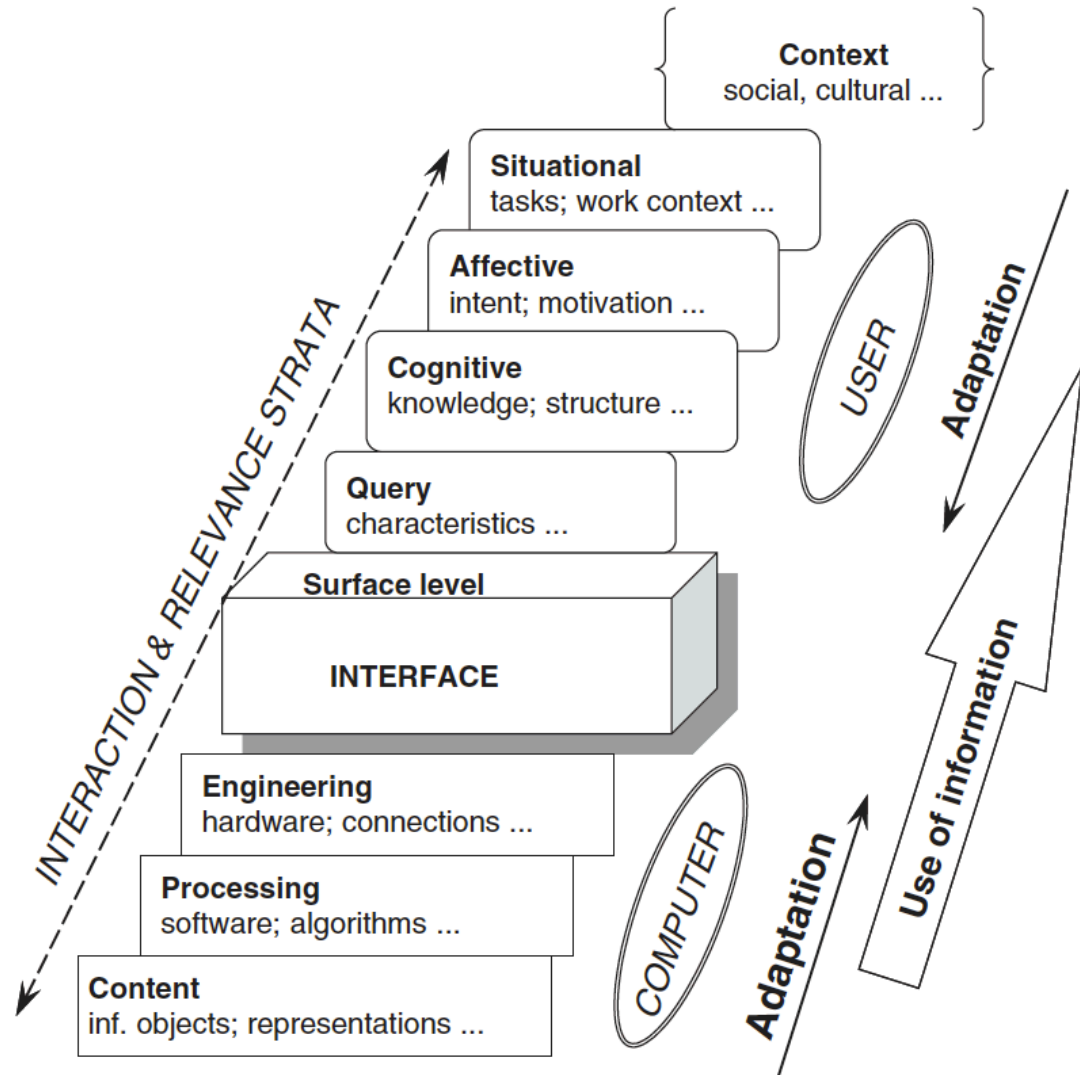 Context
social, cultural ...
Situational
tasks; work context ...
Affective
intent; motivation ...
Cognitive
knowledge; structure ...
Query
characteristics ...
Surface level
INTERFACE
Engineering
hardware; connections ...
Processing
software; algorithms ...
Content
inf. objects; representations ...
INTERACTION & RELEVANCE STRATA
USER
Adaptation
COMPUTER
Adaptation
Use of information